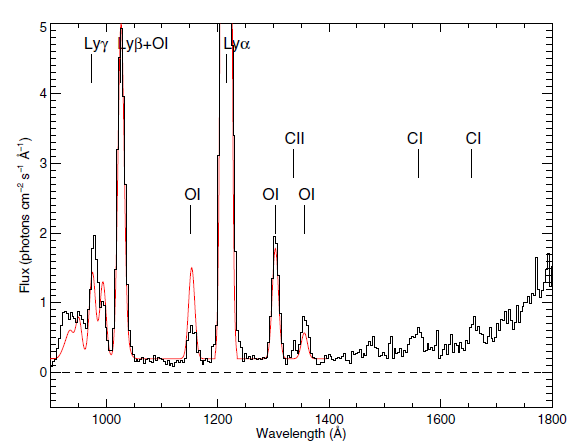 5
Lyγ Lyβ+OI Lyα
4
CII CI CI
3
OI OI OI
2
1
0
1000 1200 1400 1600 1800
Wavelength (Å)
Flux (photons cm⁻² s⁻¹ Å⁻¹)